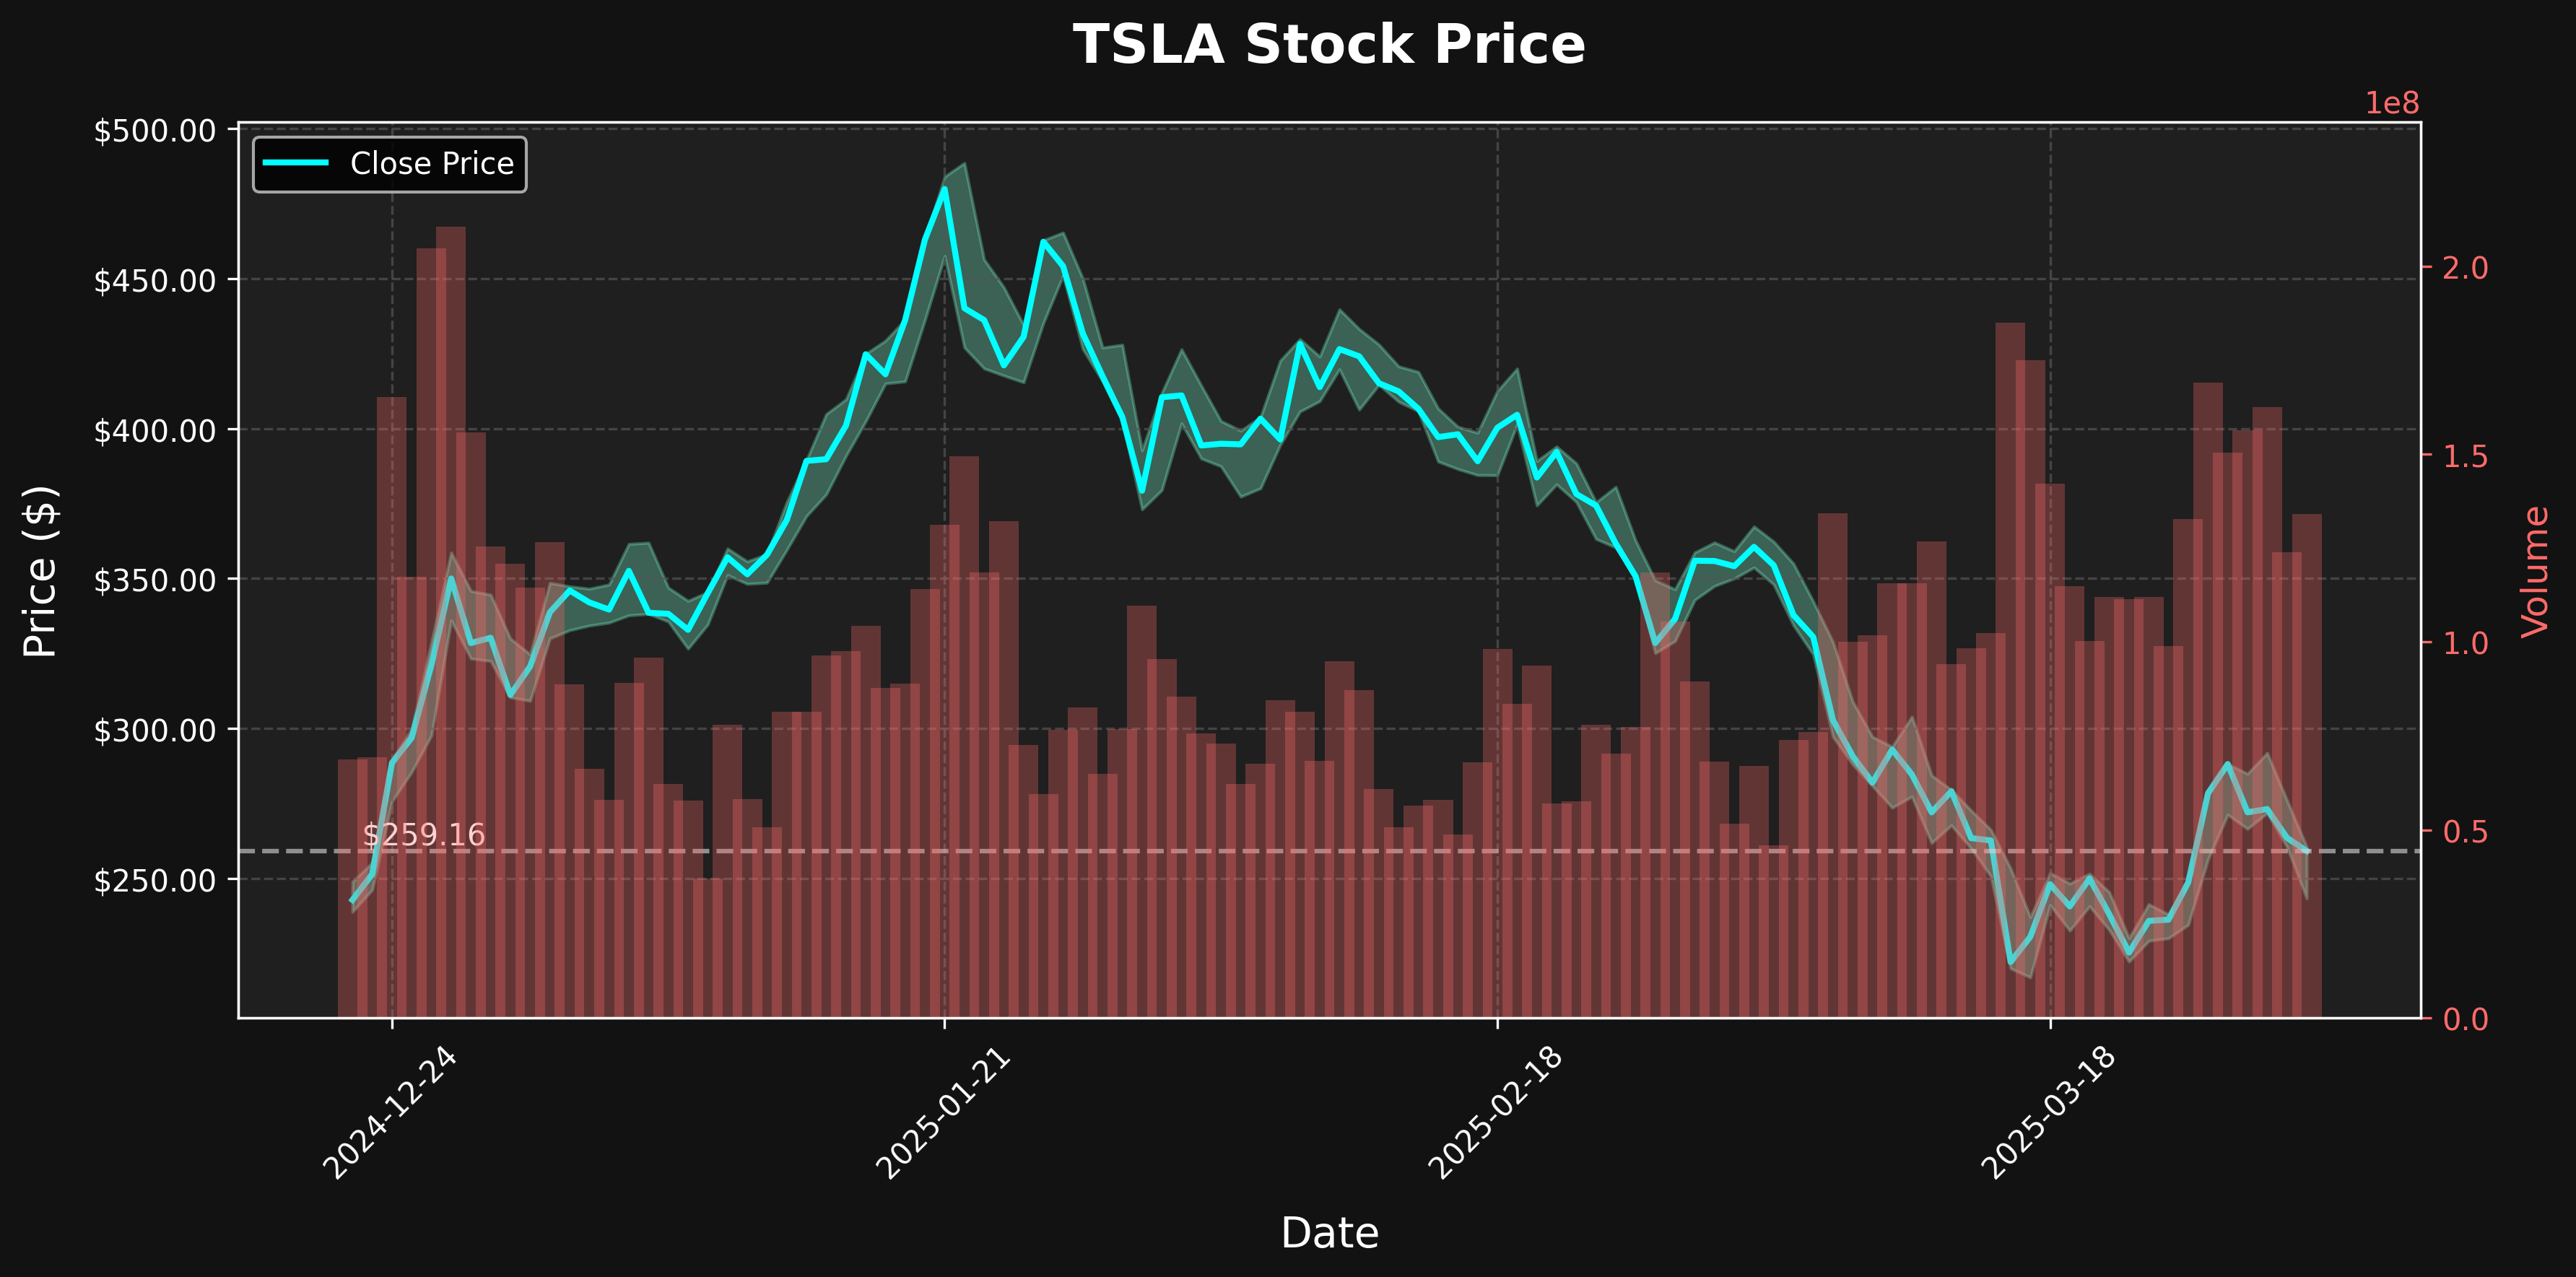 TSLA Stock Price
1e8
Close Price
$500.00
$450.00
$400.00
$350.00
$300.00
$250.00
Price ($)
$259.16
2.0
1.5
1.0
0.5
0.0
Volume
2024-12-24
2025-01-21
2025-02-18
2025-03-18
Date